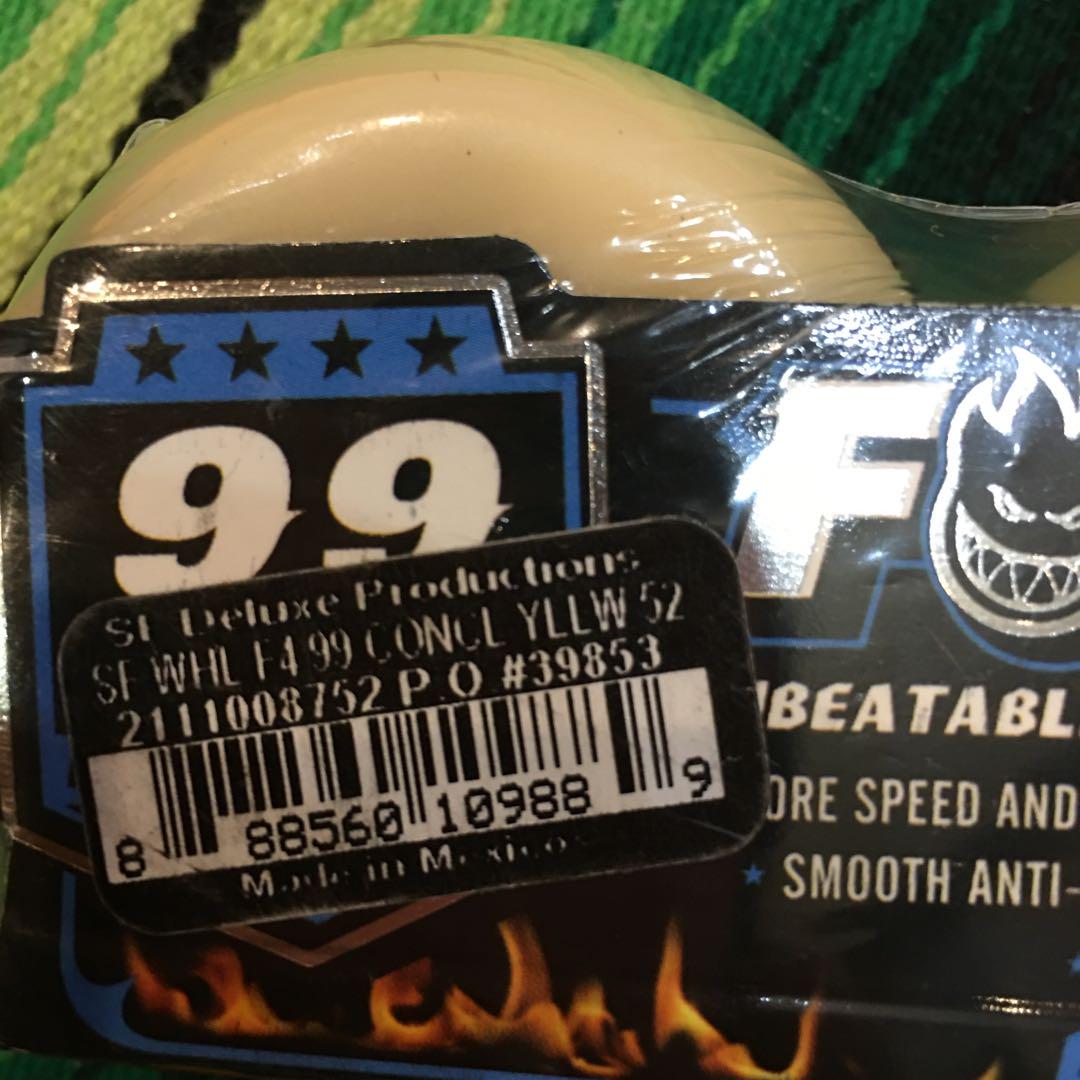 99
F
SF Deluxe Productions
SF WHL F4 99 CONCL YLLW 52
2111008752 P.O #39853
8 88560 10988 9
Made in Mexico
NBEATABL
ORE SPEED AND
SMOOTH ANTI-